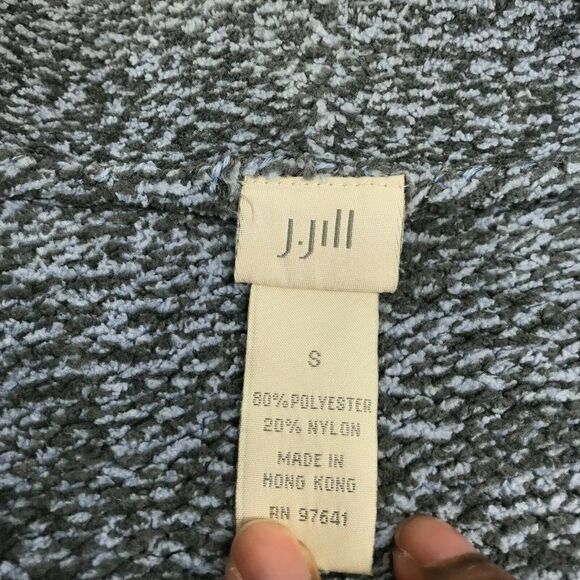 J.Jill
S
80% POLYESTER
20% NYLON
MADE IN
HONG KONG
RN 97641